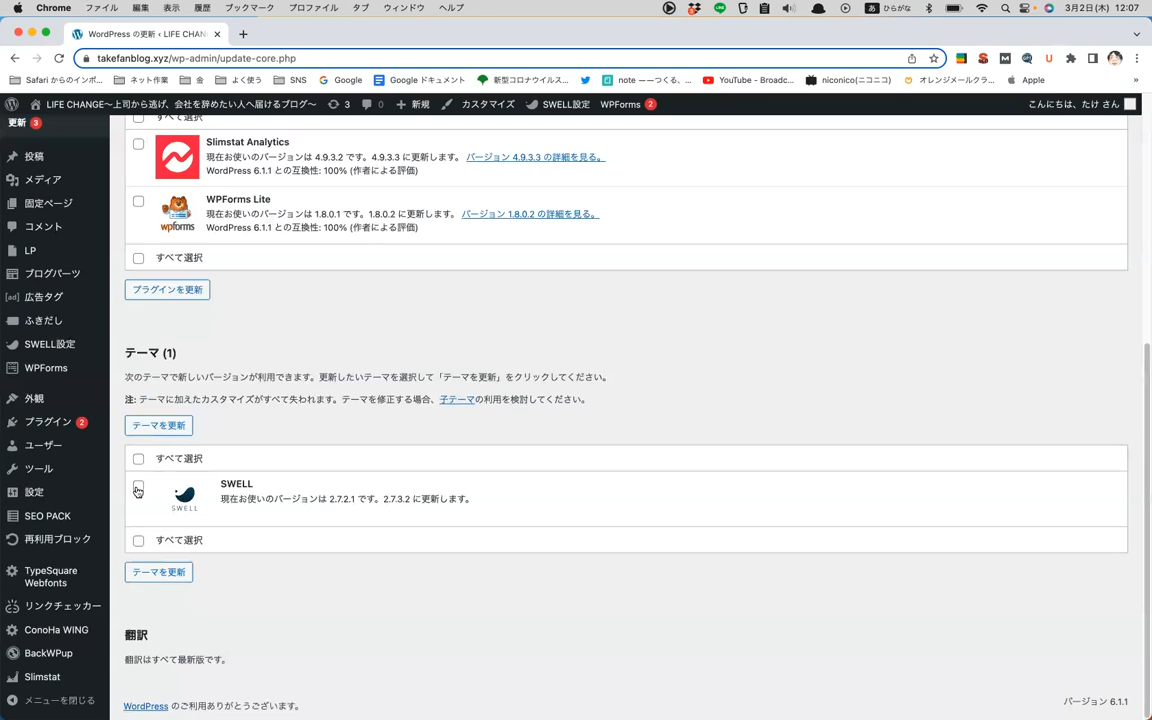 Chrome ファイル 編集 表示 履歴 ブックマーク プロファイル タブ ウィンドウ ヘルプ
あ ひらがな 3月2日(木) 12:07
WordPress の更新 ‹ LIFE CHAN
takefanblog.xyz/wp-admin/update-core.php
Safari からのインポ... ネット作業 金 よく使う SNS Google Google ドキュメント 新型コロナウイルス... note ーーつくる、... YouTube - Broadc... niconico(ニコニコ) オレンジメールクラ... Apple »
LIFE CHANGE〜上司から逃げ、会社を辞めたい人へ届けるブログ〜 3 0 新規 カスタマイズ SWELL設定 WPForms 2 こんにちは、たけ さん
更新 3
投稿
メディア
固定ページ
コメント
LP
ブログパーツ
[ad] 広告タグ
ふきだし
SWELL設定
WPForms
外観
プラグイン 2
ユーザー
ツール
設定
SEO PACK
再利用ブロック
TypeSquare
Webfonts
リンクチェッカー
ConoHa WING
BackWPup
Slimstat
メニューを閉じる
すべて選択
Slimstat Analytics
現在お使いのバージョンは 4.9.3.2 です。4.9.3.3 に更新します。 バージョン 4.9.3.3 の詳細を見る。
WordPress 6.1.1 との互換性: 100% (作者による評価)
wpforms
WPForms Lite
現在お使いのバージョンは 1.8.0.1 です。1.8.0.2 に更新します。 バージョン 1.8.0.2 の詳細を見る。
WordPress 6.1.1 との互換性: 100% (作者による評価)
すべて選択
プラグインを更新
テーマ (1)
次のテーマで新しいバージョンが利用できます。更新したいテーマを選択して「テーマを更新」をクリックしてください。
注: テーマに加えたカスタマイズがすべて失われます。テーマを修正する場合、子テーマの利用を検討してください。
テーマを更新
すべて選択
SWELL
SWELL
現在お使いのバージョンは 2.7.2.1 です。2.7.3.2 に更新します。
すべて選択
テーマを更新
翻訳
翻訳はすべて最新版です。
WordPress のご利用ありがとうございます。
バージョン 6.1.1